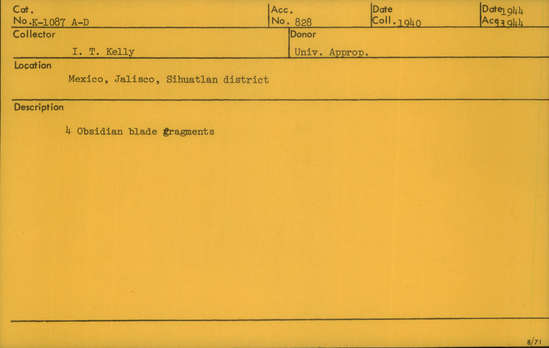 Cat. No. K-1087 A-D Acc. No. 828 Date Coll. 1940 Date 1944 Acq. 1944
Collector Donor
I. T. Kelly Univ. Approp.
Location
Mexico, Jalisco, Sihuatlan district
Description
4 Obsidian blade fragments
8/71